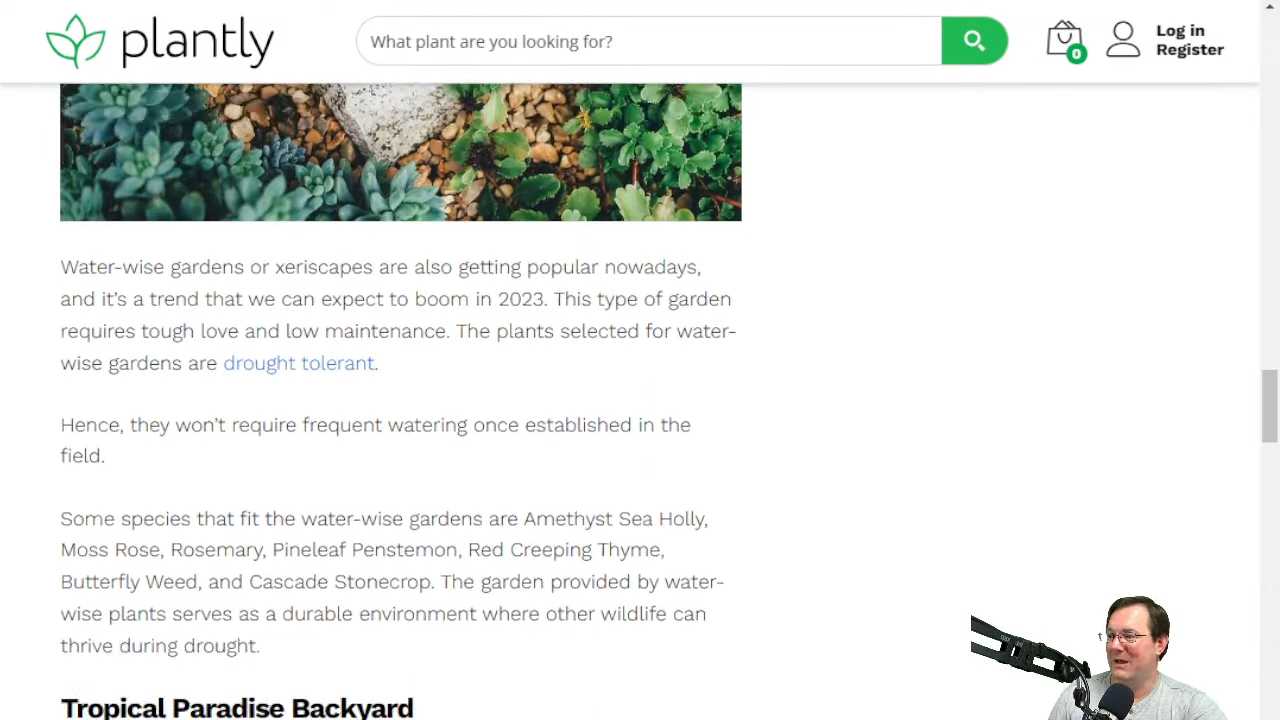 plantly
What plant are you looking for?
0
Log in
Register
Water-wise gardens or xeriscapes are also getting popular nowadays,
and it's a trend that we can expect to boom in 2023. This type of garden
requires tough love and low maintenance. The plants selected for water-
wise gardens are drought tolerant.
Hence, they won't require frequent watering once established in the
field.
Some species that fit the water-wise gardens are Amethyst Sea Holly,
Moss Rose, Rosemary, Pineleaf Penstemon, Red Creeping Thyme,
Butterfly Weed, and Cascade Stonecrop. The garden provided by water-
wise plants serves as a durable environment where other wildlife can
thrive during drought.
Tropical Paradise Backyard